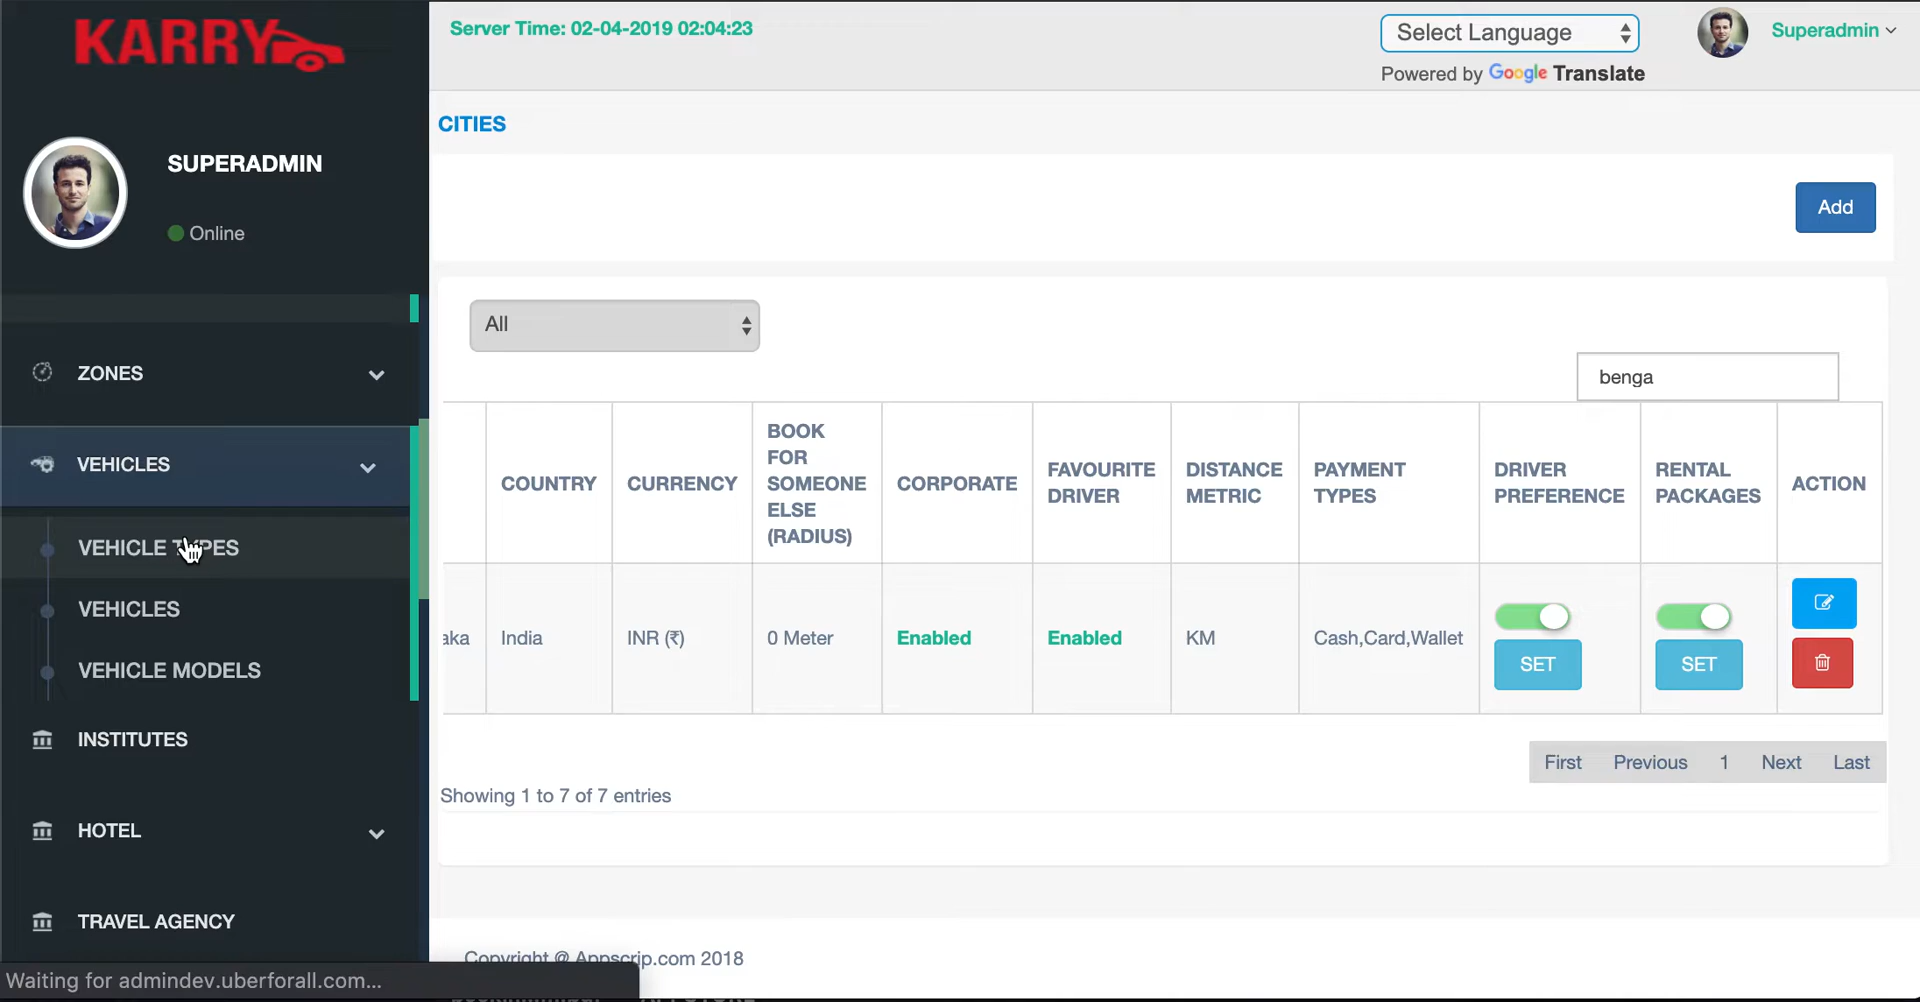 KARRY
Server Time: 02-04-2019 02:04:23
Select Language
Superadmin
Powered by Google Translate
SUPERADMIN
Online
ZONES
VEHICLES
VEHICLE TYPES
VEHICLES
VEHICLE MODELS
INSTITUTES
HOTEL
TRAVEL AGENCY
CITIES
Add
All
benga
COUNTRY
CURRENCY
BOOK
FOR
SOMEONE
ELSE
(RADIUS)
CORPORATE
FAVOURITE
DRIVER
DISTANCE
METRIC
PAYMENT
TYPES
DRIVER
PREFERENCE
RENTAL
PACKAGES
ACTION
aka
India
INR (₹)
0 Meter
Enabled
Enabled
KM
Cash,Card,Wallet
SET
SET
First Previous 1 Next Last
Showing 1 to 7 of 7 entries
Copyright @ Appscrip.com 2018
Waiting for admindev.uberforall.com...